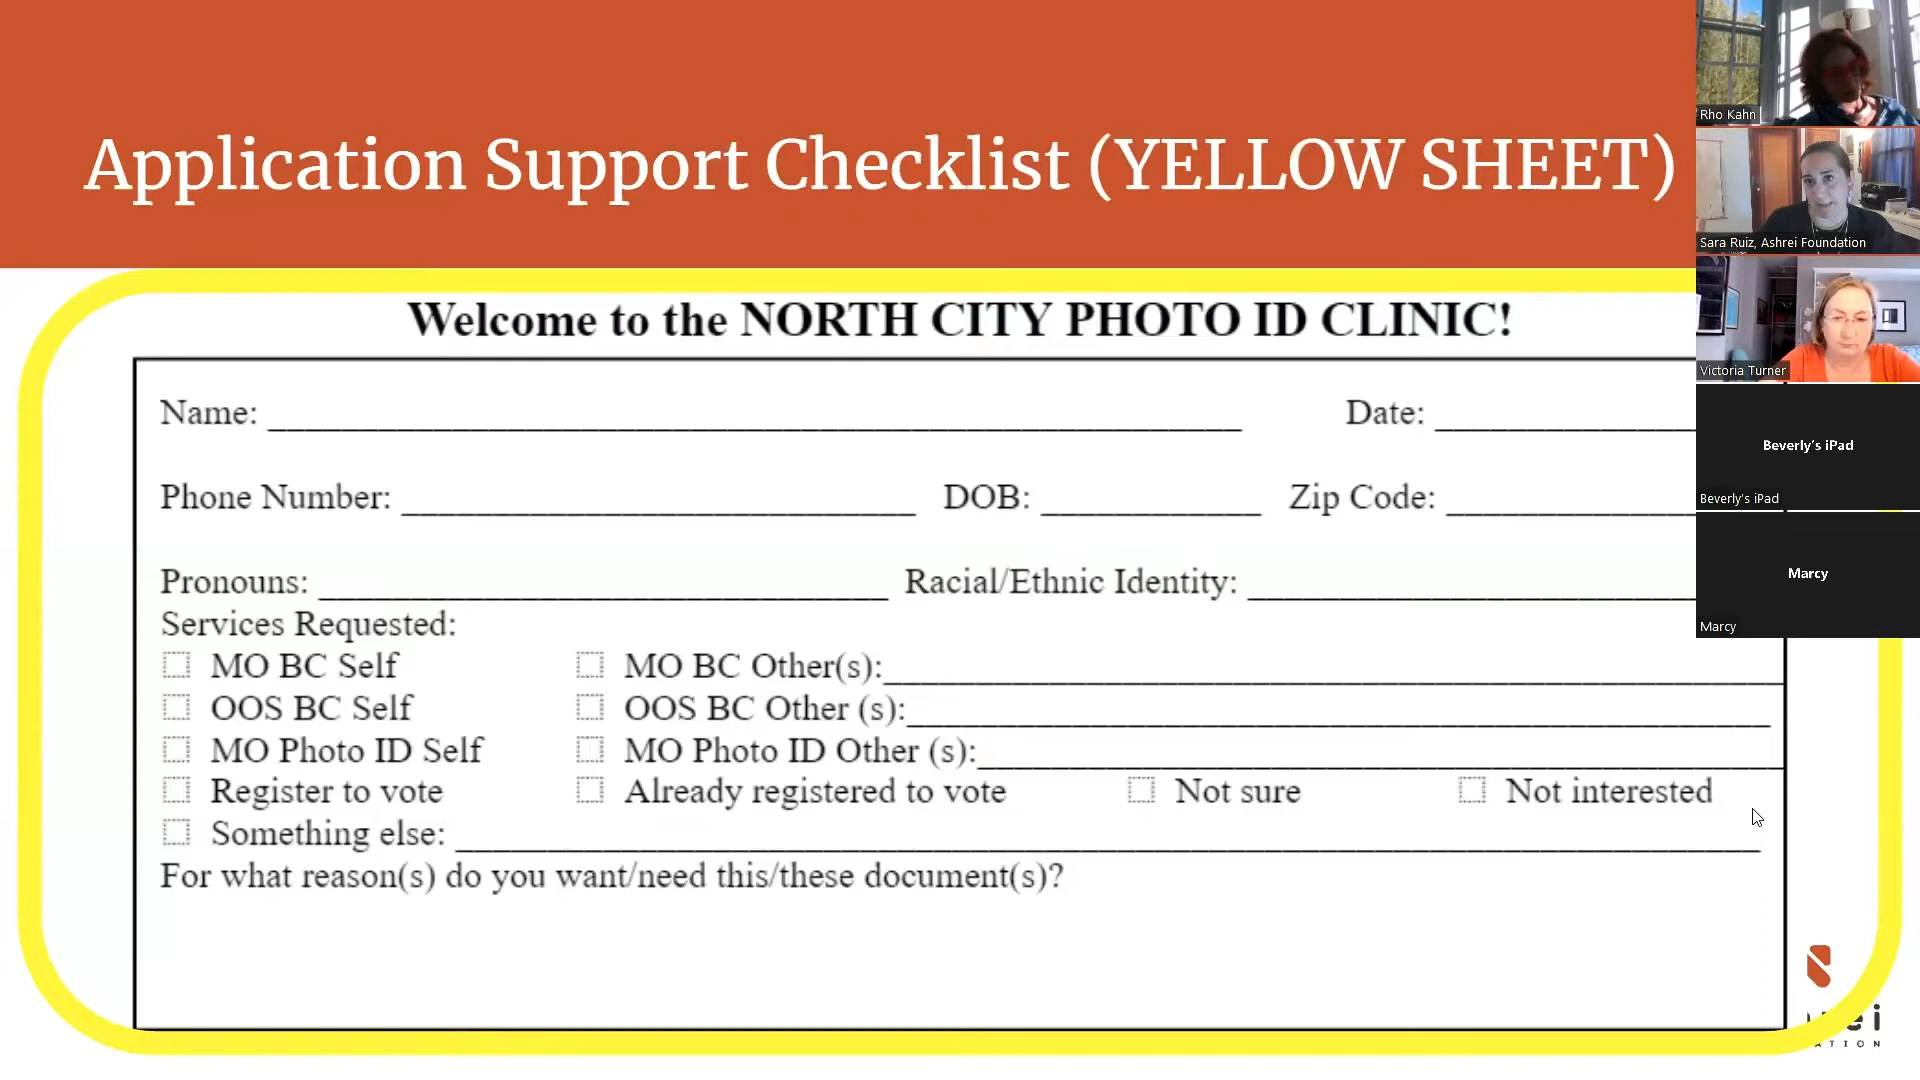 Application Support Checklist (YELLOW SHEET)
Welcome to the NORTH CITY PHOTO ID CLINIC!
Name: Date:
Phone Number: DOB: Zip Code:
Pronouns: Racial/Ethnic Identity:
Services Requested:
MO BC Self MO BC Other(s):
OOS BC Self OOS BC Other (s):
MO Photo ID Self MO Photo ID Other (s):
Register to vote Already registered to vote Not sure Not interested
Something else:
For what reason(s) do you want/need this/these document(s)?
Rho Kahn
Sara Ruiz, Ashrei Foundation
Victoria Turner
Beverly's iPad
Beverly's iPad
Marcy
Marcy